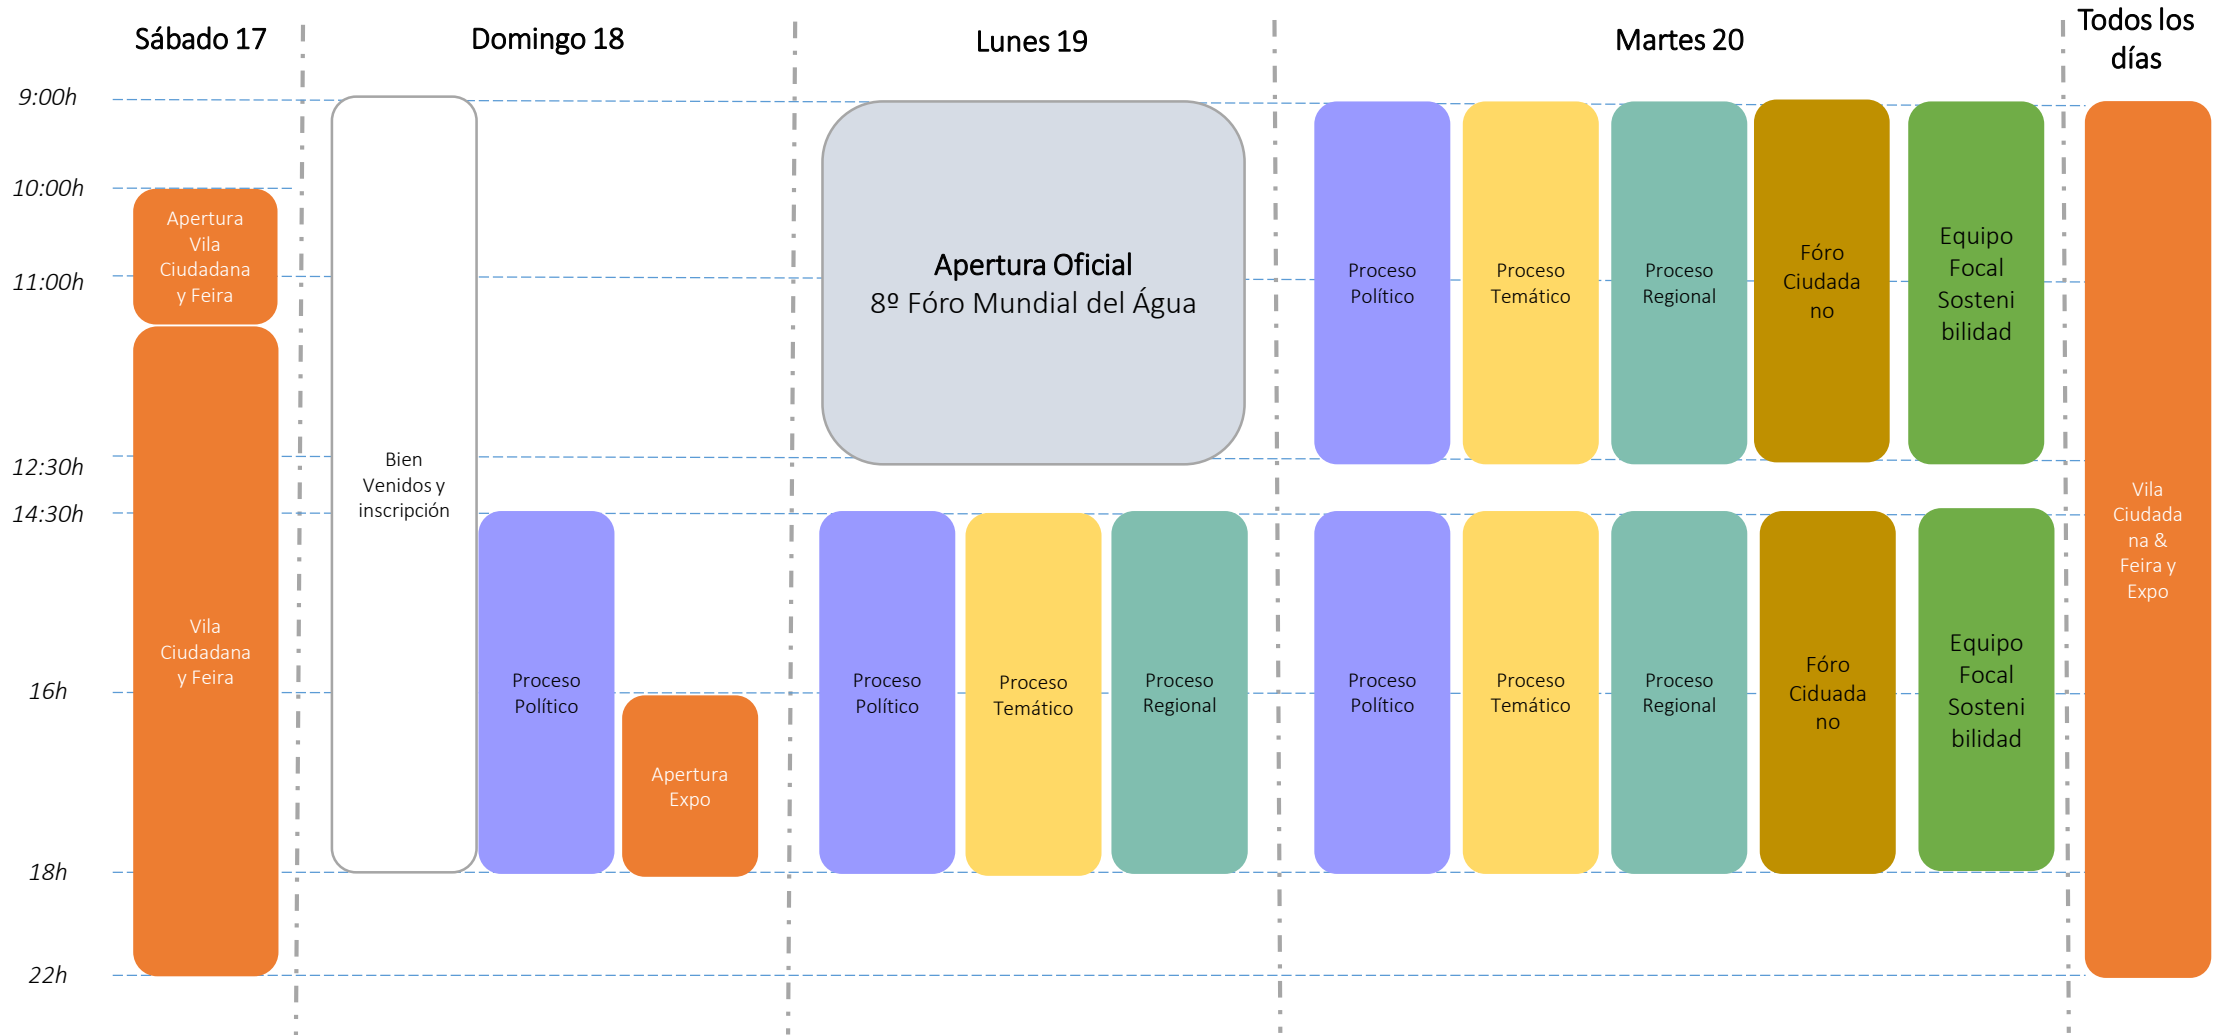 Sábado 17
Domingo 18
Lunes 19
Martes 20
Todos los
días
9:00h
10:00h
11:00h
12:30h
14:30h
16h
18h
22h
Apertura
Vila
Ciudadana
y Feira
Vila
Ciudadana
y Feira
Bien
Venidos y
inscripción
Proceso
Político
Apertura
Expo
Apertura Oficial
8º Fóro Mundial del Água
Proceso
Político
Proceso
Temático
Proceso
Regional
Proceso
Político
Proceso
Temático
Proceso
Regional
Fóro
Ciudada
no
Equipo
Focal
Sosteni
bilidad
Proceso
Político
Proceso
Temático
Proceso
Regional
Fóro
Ciduada
no
Equipo
Focal
Sosteni
bilidad
Vila
Ciudada
na &
Feira y
Expo